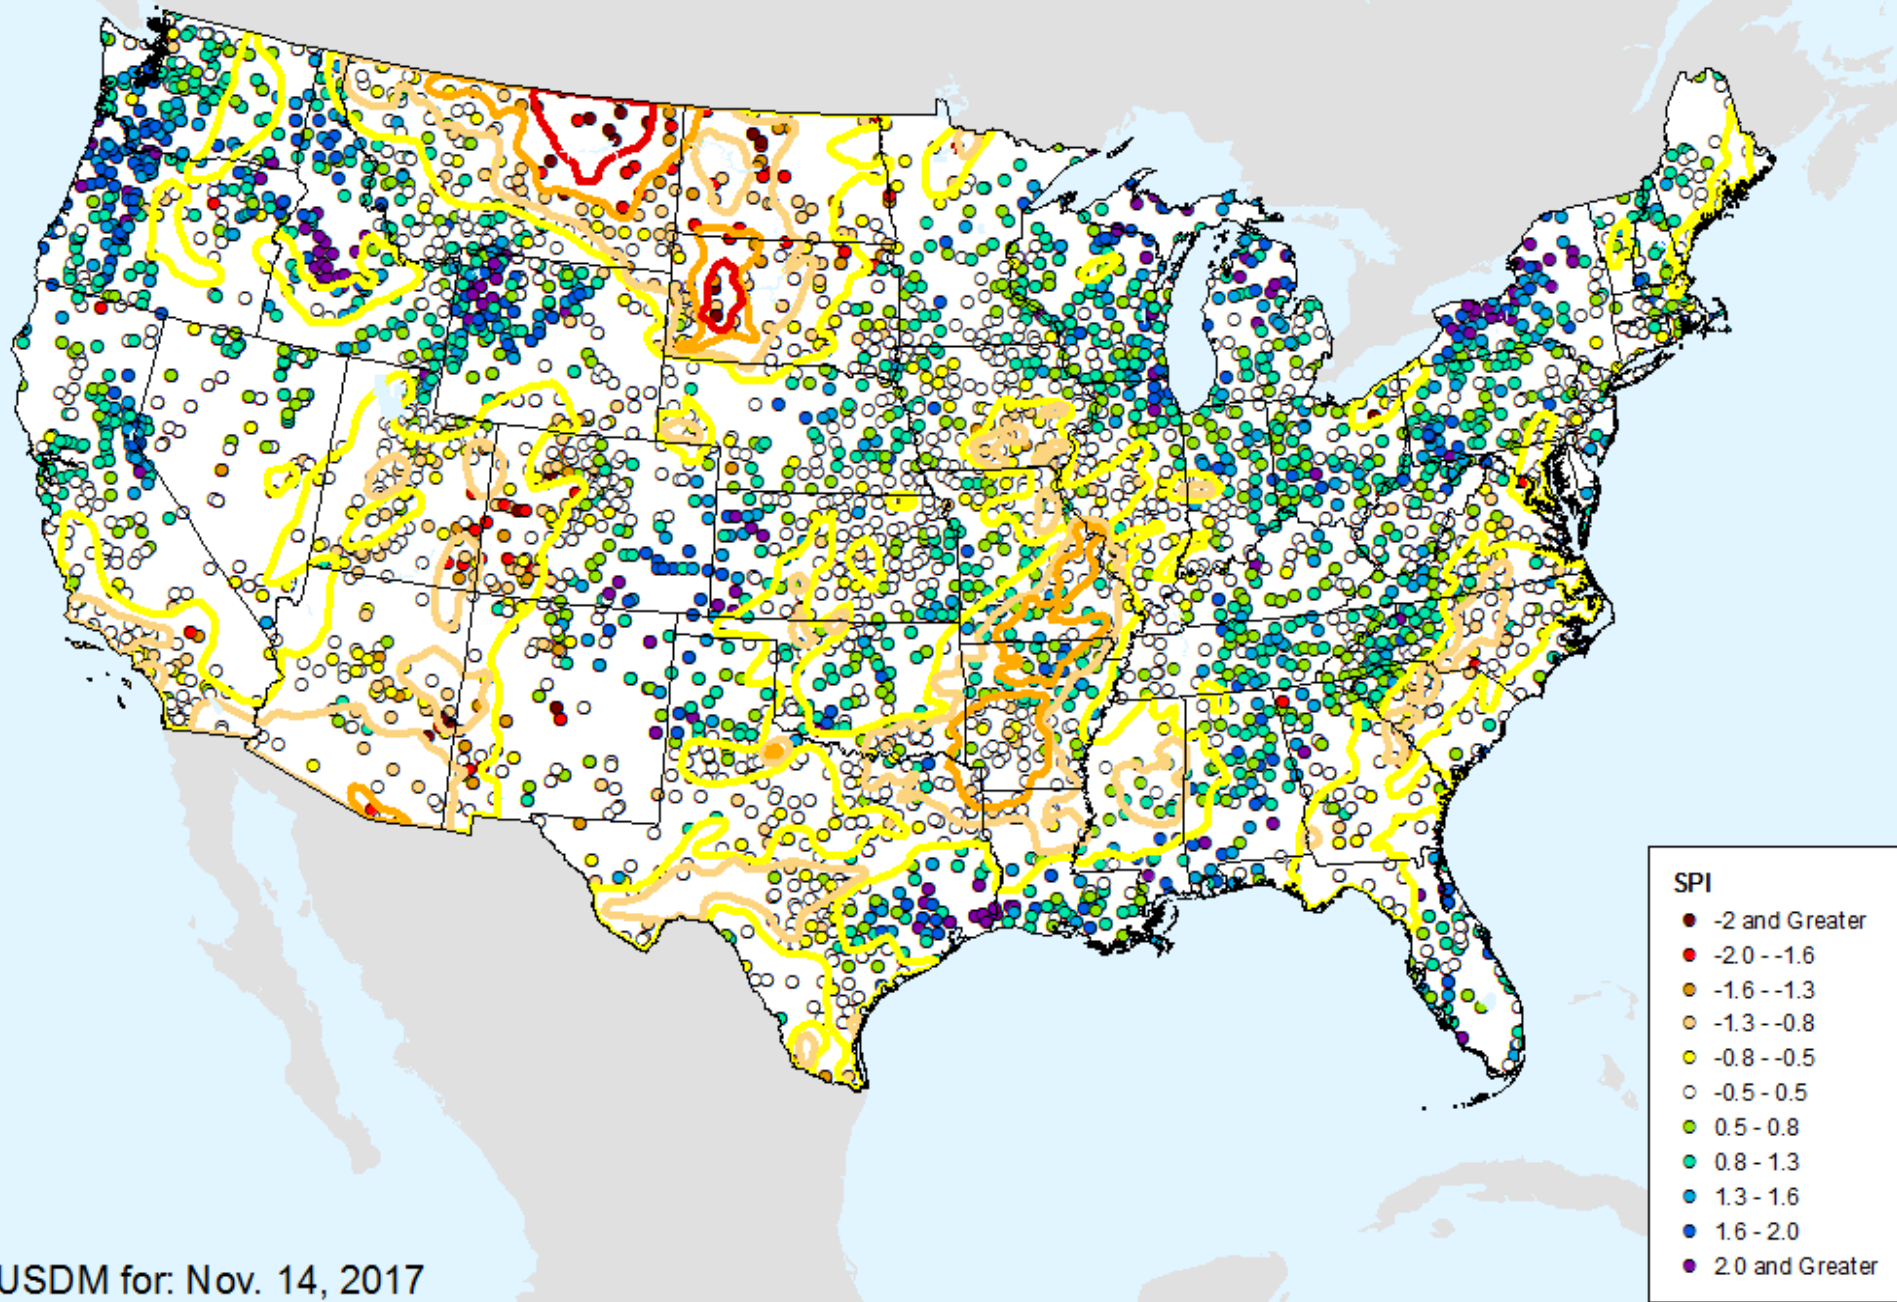 SPI
-2 and Greater
-2.0 - -1.6
-1.6 - -1.3
-1.3 - -0.8
-0.8 - -0.5
-0.5 - 0.5
0.5 - 0.8
0.8 - 1.3
1.3 - 1.6
1.6 - 2.0
2.0 and Greater
USDM for: Nov. 14, 2017